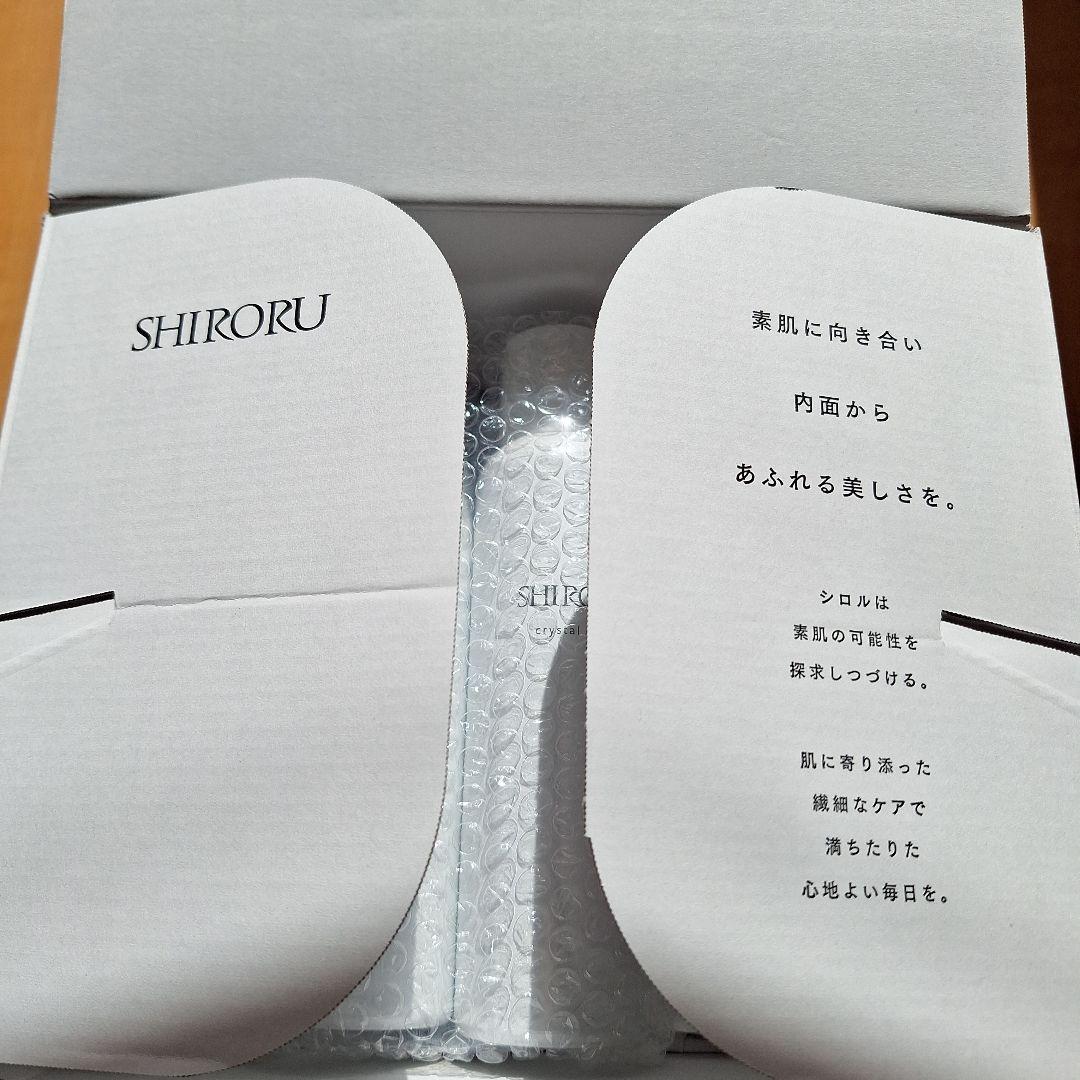 SHIRORU
素肌に向き合い
内面から
あふれる美しさを。
シロルは
素肌の可能性を
探求しつづける。
肌に寄り添った
繊細なケアで
満ちたりた
心地よい毎日を。
SHIRO
crystal